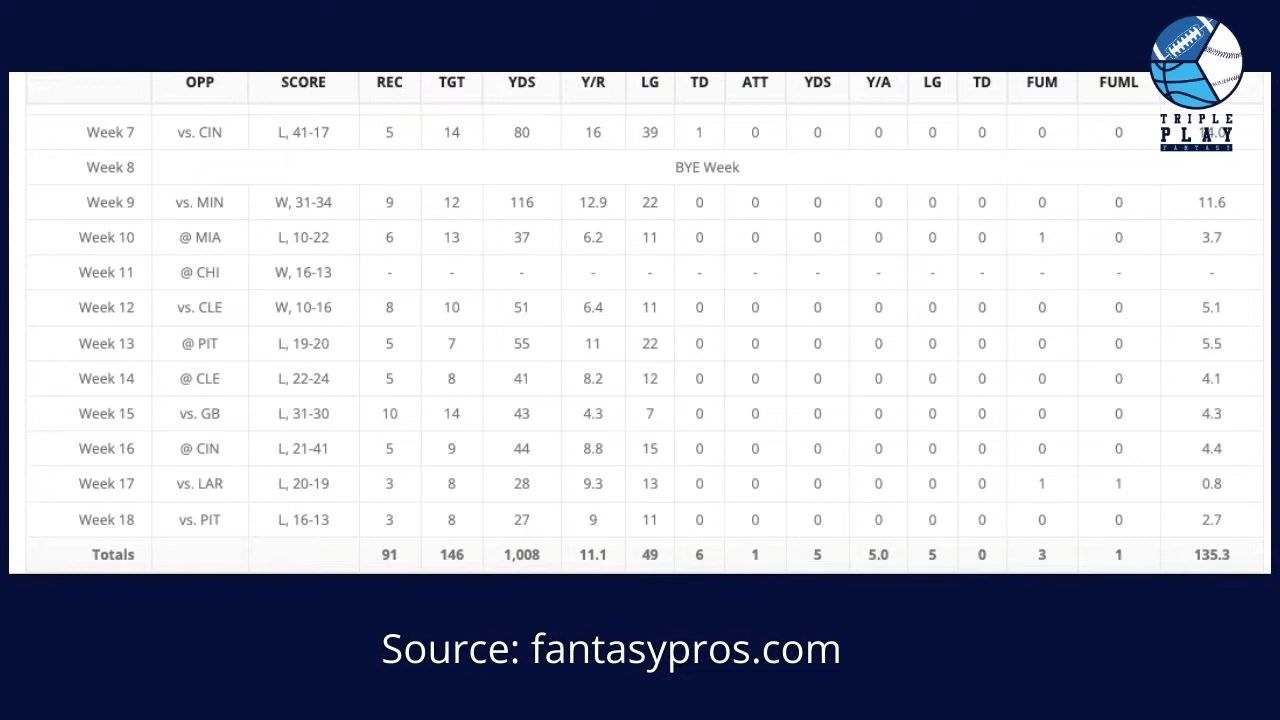 OPP SCORE REC TGT YDS Y/R LG TD ATT YDS Y/A LG TD FUM FUML
TRIPLE
PLAY
FANTASY
Week 7 vs. CIN L, 41-17 5 14 80 16 39 1 0 0 0 0 0 0 0 14.0
Week 8 BYE Week
Week 9 vs. MIN W, 31-34 9 12 116 12.9 22 0 0 0 0 0 0 0 0 11.6
Week 10 @ MIA L, 10-22 6 13 37 6.2 11 0 0 0 0 0 0 1 0 3.7
Week 11 @ CHI W, 16-13 - - - - - - - - - - - - - -
Week 12 vs. CLE W, 10-16 8 10 51 6.4 11 0 0 0 0 0 0 0 0 5.1
Week 13 @ PIT L, 19-20 5 7 55 11 22 0 0 0 0 0 0 0 0 5.5
Week 14 @ CLE L, 22-24 5 8 41 8.2 12 0 0 0 0 0 0 0 0 4.1
Week 15 vs. GB L, 31-30 10 14 43 4.3 7 0 0 0 0 0 0 0 0 4.3
Week 16 @ CIN L, 21-41 5 9 44 8.8 15 0 0 0 0 0 0 0 0 4.4
Week 17 vs. LAR L, 20-19 3 8 28 9.3 13 0 0 0 0 0 0 1 1 0.8
Week 18 vs. PIT L, 16-13 3 8 27 9 11 0 0 0 0 0 0 0 0 2.7
Totals 91 146 1,008 11.1 49 6 1 5 5.0 5 0 3 1 135.3
Source: fantasypros.com